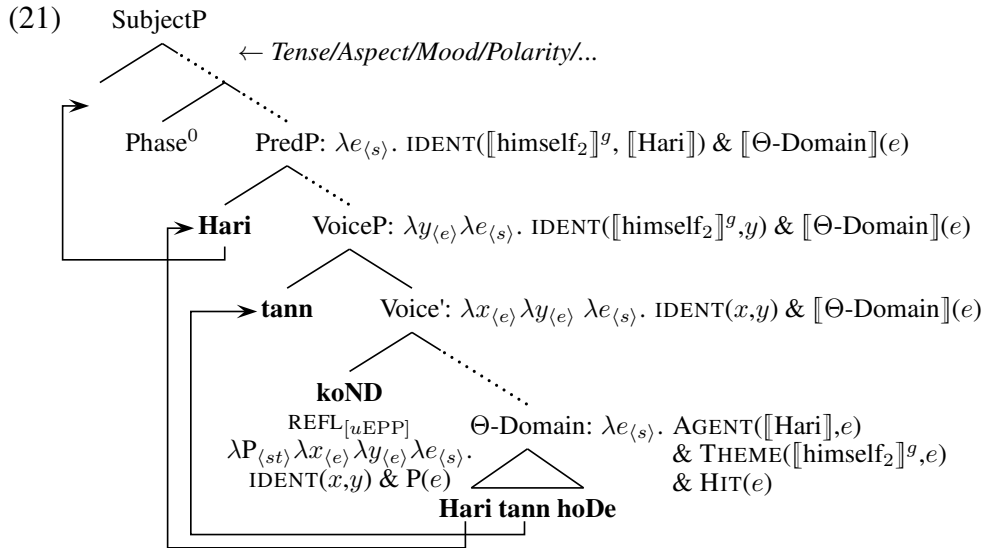 (21) SubjectP
← Tense/Aspect/Mood/Polarity/...
Phase⁰ PredP: λe⟨s⟩. IDENT(⟦himself₂⟧ᵍ, ⟦Hari⟧) & ⟦Θ-Domain⟧(e)
Hari VoiceP: λy⟨e⟩λe⟨s⟩. IDENT(⟦himself₂⟧ᵍ,y) & ⟦Θ-Domain⟧(e)
tann Voice': λx⟨e⟩λy⟨e⟩ λe⟨s⟩. IDENT(x,y) & ⟦Θ-Domain⟧(e)
koND
REFL[uEPP] Θ-Domain: λe⟨s⟩. AGENT(⟦Hari⟧,e)
λP⟨st⟩λx⟨e⟩λy⟨e⟩λe⟨s⟩. & THEME(⟦himself₂⟧ᵍ,e)
IDENT(x,y) & P(e) & HIT(e)
Hari tann hoDe